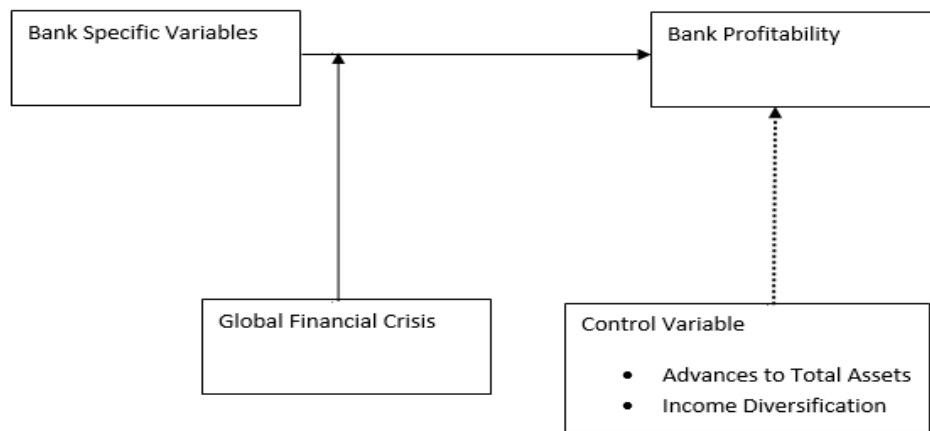 Bank Specific Variables
Bank Profitability
Global Financial Crisis
Control Variable
• Advances to Total Assets
• Income Diversification